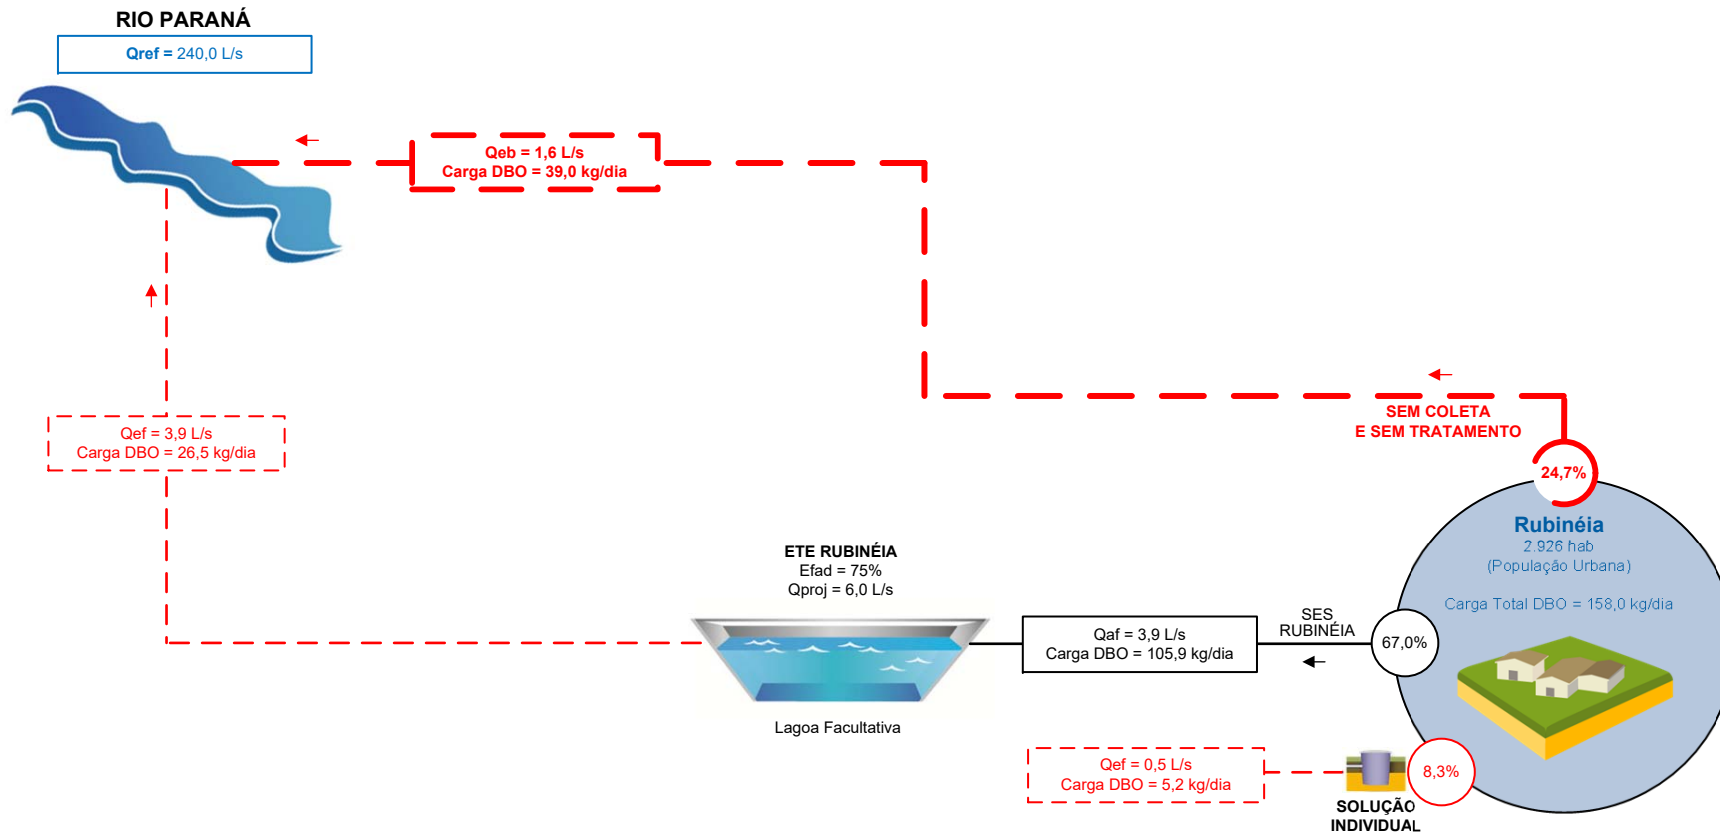 RIO PARANÁ
Qref = 240,0 L/s
Qeb = 1,6 L/s
Carga DBO = 39,0 kg/dia
Qef = 3,9 L/s
Carga DBO = 26,5 kg/dia
SEM COLETA
E SEM TRATAMENTO
24,7%
Rubinéia
2.926 hab
(População Urbana)
Carga Total DBO = 158,0 kg/dia
ETE RUBINÉIA
Efad = 75%
Qproj = 6,0 L/s
Lagoa Facultativa
Qaf = 3,9 L/s
Carga DBO = 105,9 kg/dia
SES
RUBINÉIA
67,0%
Qef = 0,5 L/s
Carga DBO = 5,2 kg/dia
8,3%
SOLUÇÃO
INDIVIDUAL